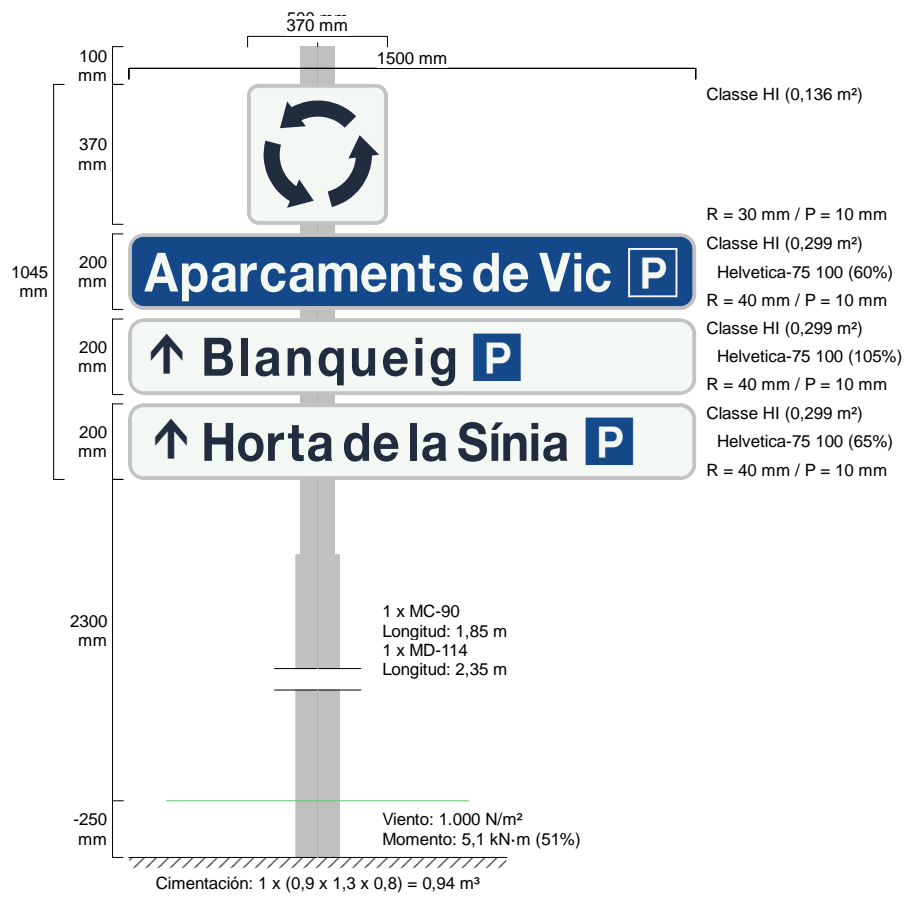 370 mm
100
mm
1500 mm
Classe HI (0,136 m²)
370
mm
R = 30 mm / P = 10 mm
1045
mm
200
mm
Aparcaments de Vic P
Classe HI (0,299 m²)
Helvetica-75 100 (60%)
R = 40 mm / P = 10 mm
200
mm
Blanqueig P
Classe HI (0,299 m²)
Helvetica-75 100 (105%)
R = 40 mm / P = 10 mm
200
mm
Horta de la Sínia P
Classe HI (0,299 m²)
Helvetica-75 100 (65%)
R = 40 mm / P = 10 mm
2300
mm
1 x MC-90
Longitud: 1,85 m
1 x MD-114
Longitud: 2,35 m
-250
mm
Viento: 1.000 N/m²
Momento: 5,1 kN·m (51%)
Cimentación: 1 x (0,9 x 1,3 x 0,8) = 0,94 m³